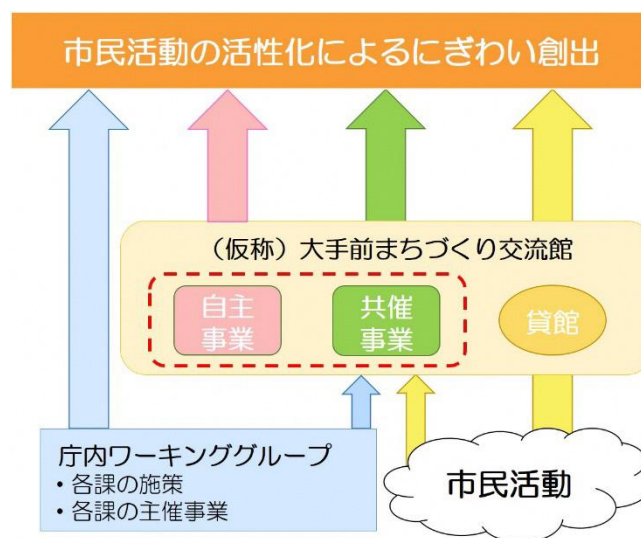 市民活動の活性化によるにぎわい創出
（仮称）大手前まちづくり交流館
自主
事業
共催
事業
貸館
庁内ワーキンググループ
・各課の施策
・各課の主催事業
市民活動